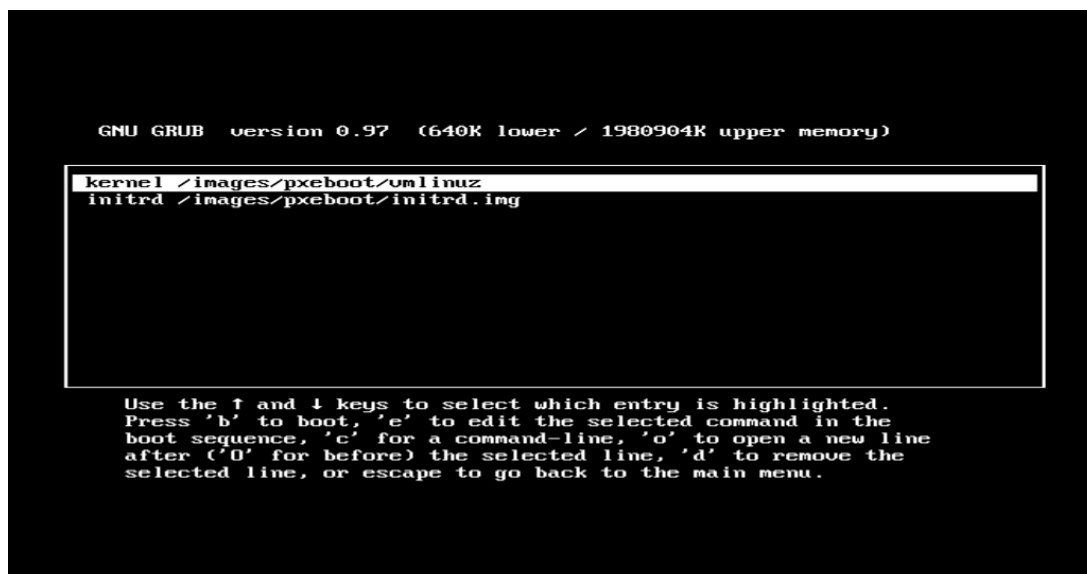 GNU GRUB version 0.97 (640K lower / 1980904K upper memory)
kernel /images/pxeboot/vmlinuz
initrd /images/pxeboot/initrd.img
Use the ↑ and ↓ keys to select which entry is highlighted.
Press 'b' to boot, 'e' to edit the selected command in the
boot sequence, 'c' for a command-line, 'o' to open a new line
after ('O' for before) the selected line, 'd' to remove the
selected line, or escape to go back to the main menu.